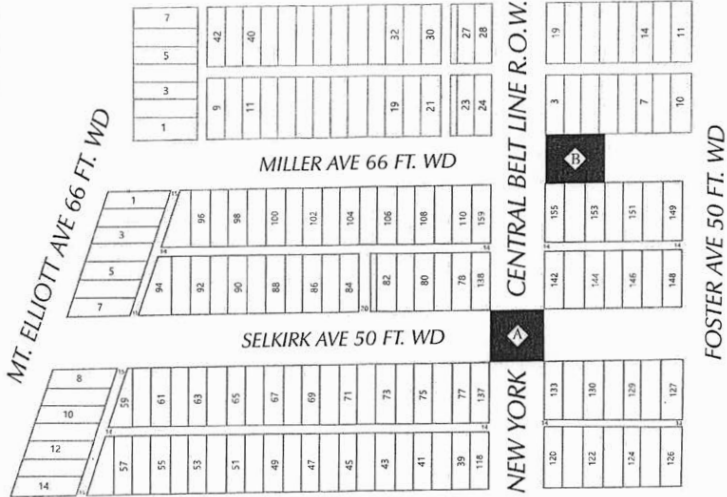 7
5
3
1
42 40 32 30 27 28
9 11 19 21 23 24
19 14 11
3 7 10
MT. ELLIOTT AVE 66 FT. WD
MILLER AVE 66 FT. WD
B
NEW YORK CENTRAL BELT LINE R.O.W.
FOSTER AVE 50 FT. WD
1
3
5
7
96 98 100 102 104 106 108 110 159
94 92 90 88 86 84 82 80 78 138
155 153 151 149
142 144 146 148
SELKIRK AVE 50 FT. WD
A
8
10
12
14
59 61 63 65 67 69 71 73 75 77 137
57 55 53 51 49 47 45 43 41 39 118
133 130 129 127
120 122 124 126